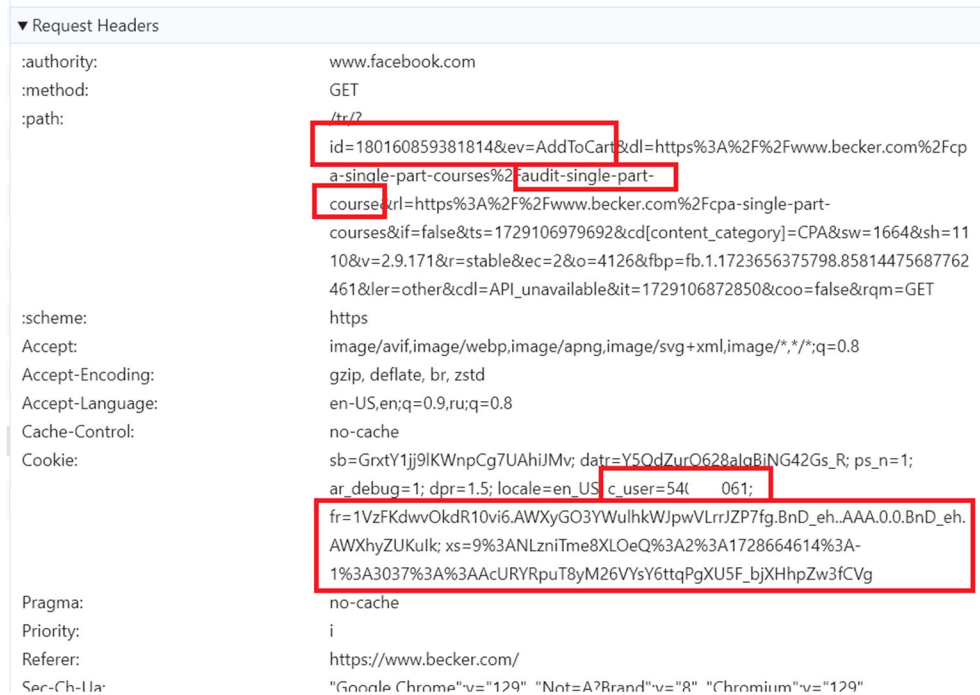 ▼ Request Headers
:authority: www.facebook.com
:method: GET
:path: /tr/?
id=180160859381814&ev=AddToCart&dl=https%3A%2F%2Fwww.becker.com%2Fcp
a-single-part-courses%2Faudit-single-part-
course&rl=https%3A%2F%2Fwww.becker.com%2Fcpa-single-part-
courses&if=false&ts=1729106979692&cd[content_category]=CPA&sw=1664&sh=11
10&v=2.9.171&r=stable&ec=2&o=4126&fbp=fb.1.1723656375798.85814475687762
461&ler=other&cdl=API_unavailable&it=1729106872850&coo=false&rqm=GET
:scheme: https
Accept: image/avif,image/webp,image/apng,image/svg+xml,image/*,*/*;q=0.8
Accept-Encoding: gzip, deflate, br, zstd
Accept-Language: en-US,en;q=0.9,ru;q=0.8
Cache-Control: no-cache
Cookie: sb=GrxtY1jj9lKWnpCg7UAhiJMv; datr=Y5QdZurO628aIqBjNG42Gs_R; ps_n=1;
ar_debug=1; dpr=1.5; locale=en_US c_user=54 061;
fr=1VzFKdwvOkdR10vi6.AWXyGO3YWulhkWJpwVLrrJZP7fg.BnD_eh..AAA.0.0.BnD_eh.
AWXhyZUKuIk; xs=9%3ANLzniTme8XLOeQ%3A2%3A1728664614%3A-
1%3A3037%3A%3AAcURYRpuT8yM26VYsY6ttqPgXU5F_bjXHhpZw3fCVg
Pragma: no-cache
Priority: i
Referer: https://www.becker.com/
Sec-Ch-Ua: "Google Chrome";v="129", "Not=A?Brand";v="8", "Chromium";v="129"